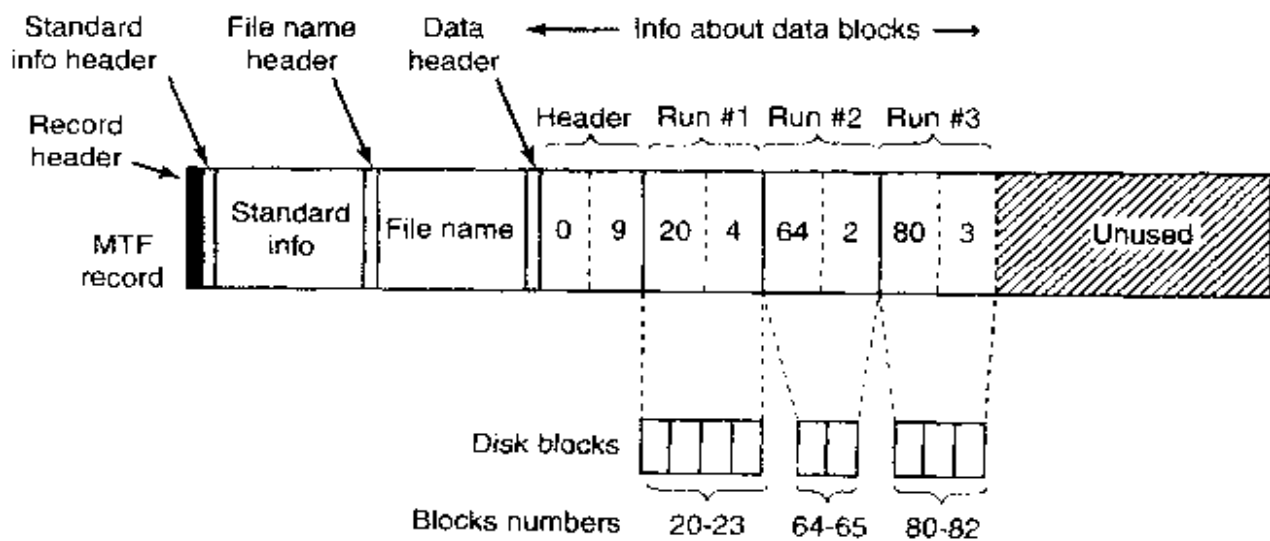 Standard
info header
File name
header
Data
header
Info about data blocks
Record
header
Header Run #1 Run #2 Run #3
MTF
record
Standard
info
File name
0 9 20 4 64 2 80 3
Unused
Disk blocks
Blocks numbers 20-23 64-65 80-82